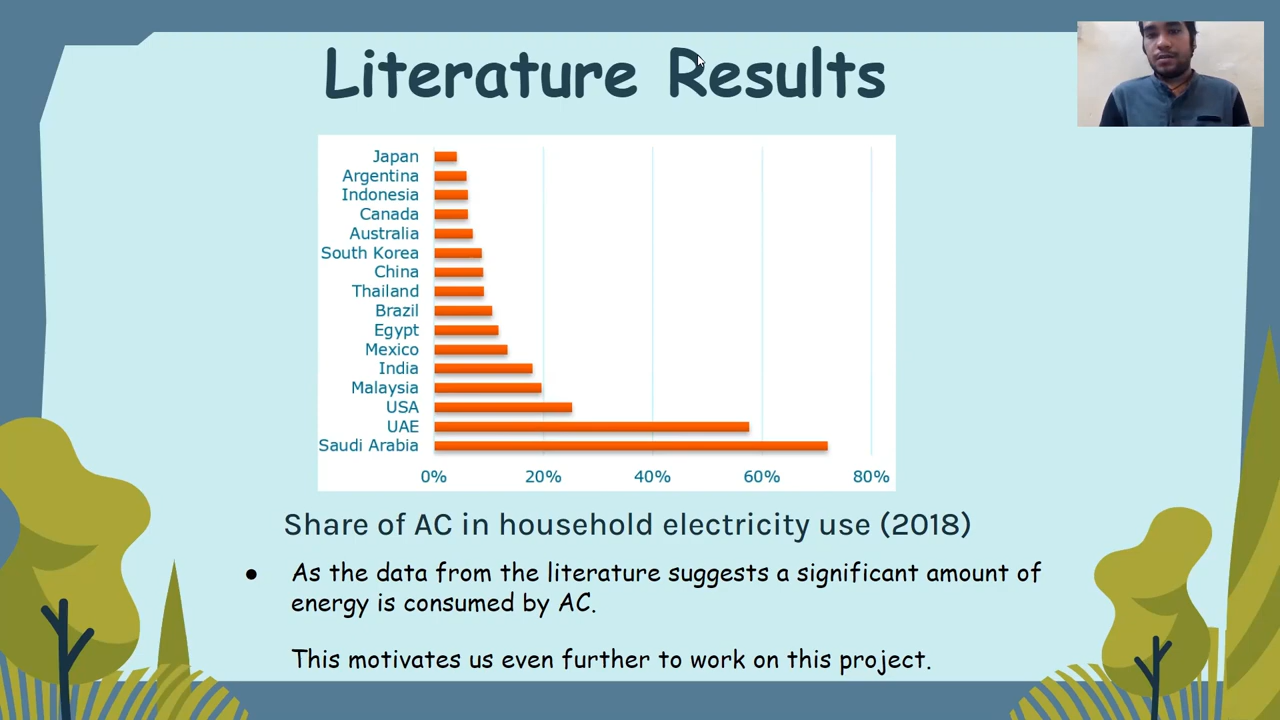 Literature Results
Japan
Argentina
Indonesia
Canada
Australia
South Korea
China
Thailand
Brazil
Egypt
Mexico
India
Malaysia
USA
UAE
Saudi Arabia
0% 20% 40% 60% 80%
Share of AC in household electricity use (2018)
● As the data from the literature suggests a significant amount of
energy is consumed by AC.
This motivates us even further to work on this project.